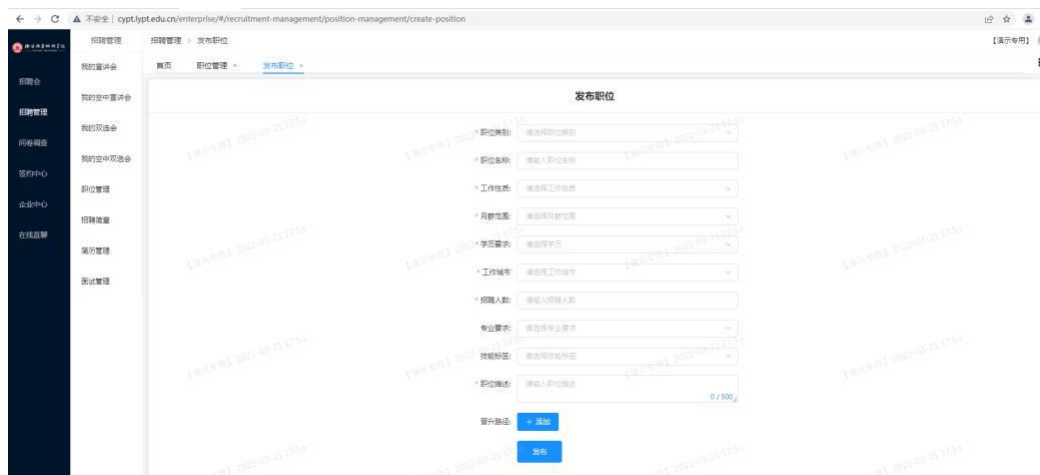 不安全 | cypt.lypt.edu.cn/enterprise/#/recruitment-management/position-management/create-position
招聘管理
招聘管理 > 发布职位
【演示专用】
招聘会
招聘管理
问卷调查
签约中心
企业中心
在线直聊
我的宣讲会
我的空中宣讲会
我的双选会
我的空中双选会
职位管理
招聘简章
简历管理
面试管理
首页 职位管理 × 发布职位 ×
发布职位
* 职位类别: 请选择职位类别
* 职位名称: 请输入职位名称
* 工作性质: 请选择工作性质
* 月薪范围: 请选择月薪范围
* 学历要求: 请选择学历
* 工作城市 请选择工作城市
* 招聘人数: 请输入招聘人数
专业要求: 请选择专业要求
技能标签: 请选择技能标签
* 职位描述: 请输入职位描述
0 / 500
晋升路径: + 添加
发布
【演示专用】 2022-03-21 17:53